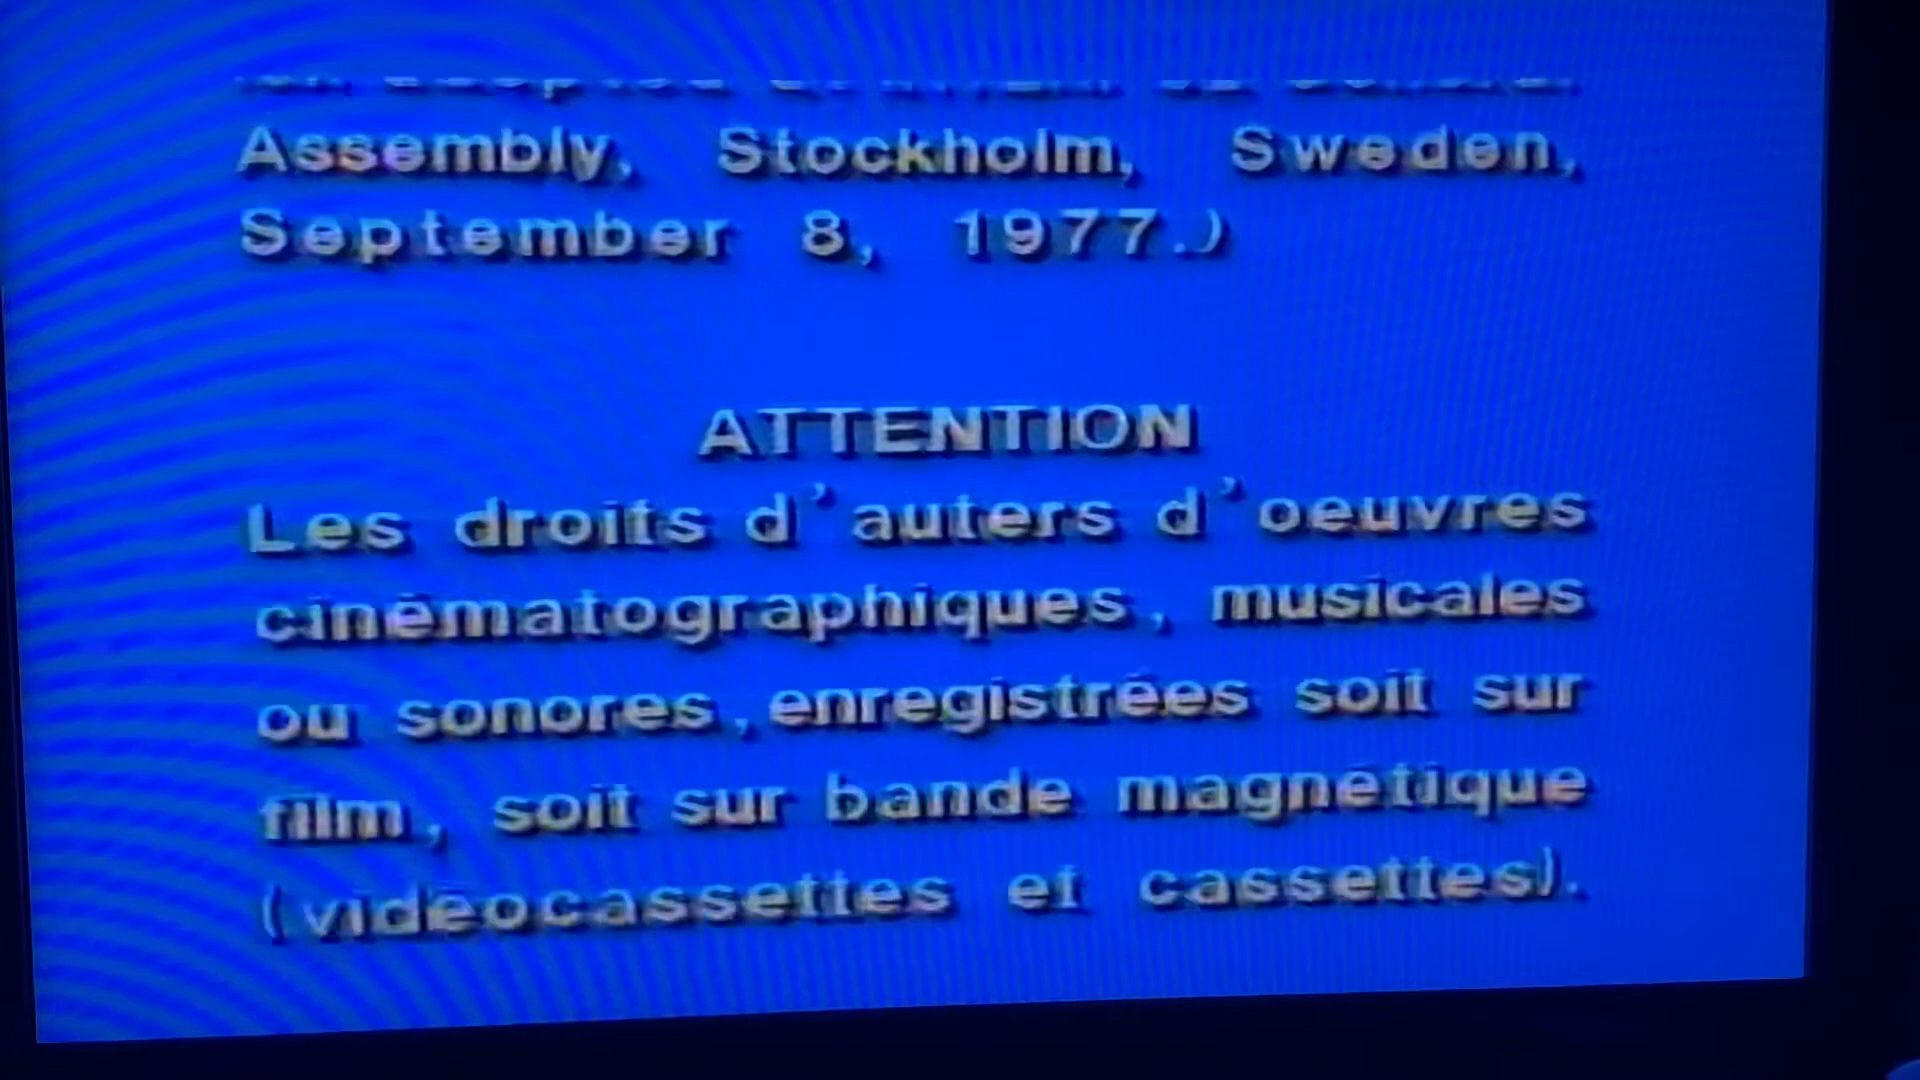 Assembly, Stockholm, Sweden,
September 8, 1977.)
ATTENTION
Les droits d'auters d'oeuvres
cinématographiques, musicales
ou sonores, enregistrées soit sur
film, soit sur bande magnétique
(vidéocassettes et cassettes).